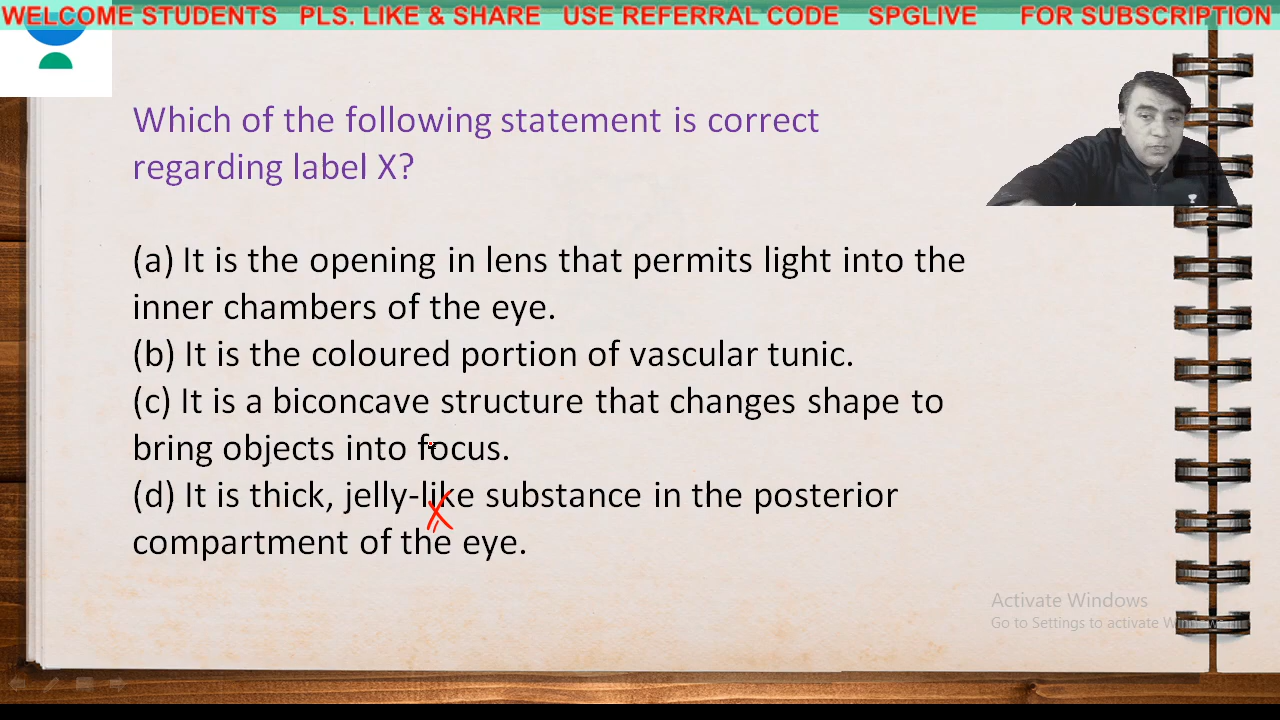 WELCOME STUDENTS PLS. LIKE & SHARE USE REFERRAL CODE SPGLIVE FOR SUBSCRIPTION
Which of the following statement is correct
regarding label X?
(a) It is the opening in lens that permits light into the
inner chambers of the eye.
(b) It is the coloured portion of vascular tunic.
(c) It is a biconcave structure that changes shape to
bring objects into focus.
(d) It is thick, jelly-like substance in the posterior
compartment of the eye.
Activate Windows
Go to Settings to activate